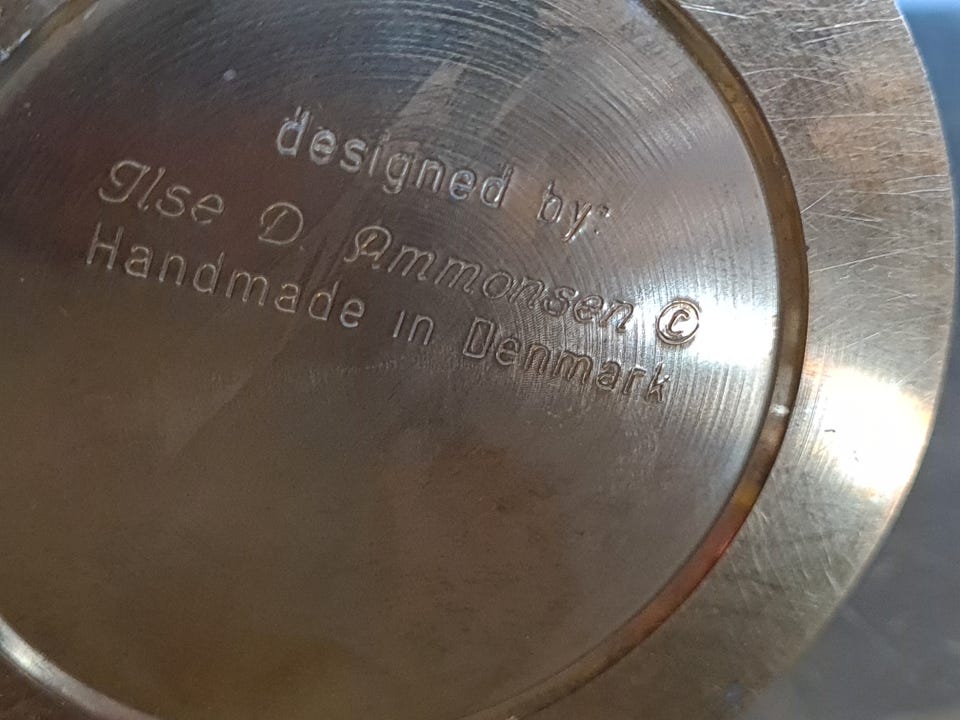 designed by:
Ilse D. Ammonsen ©
Handmade in Denmark